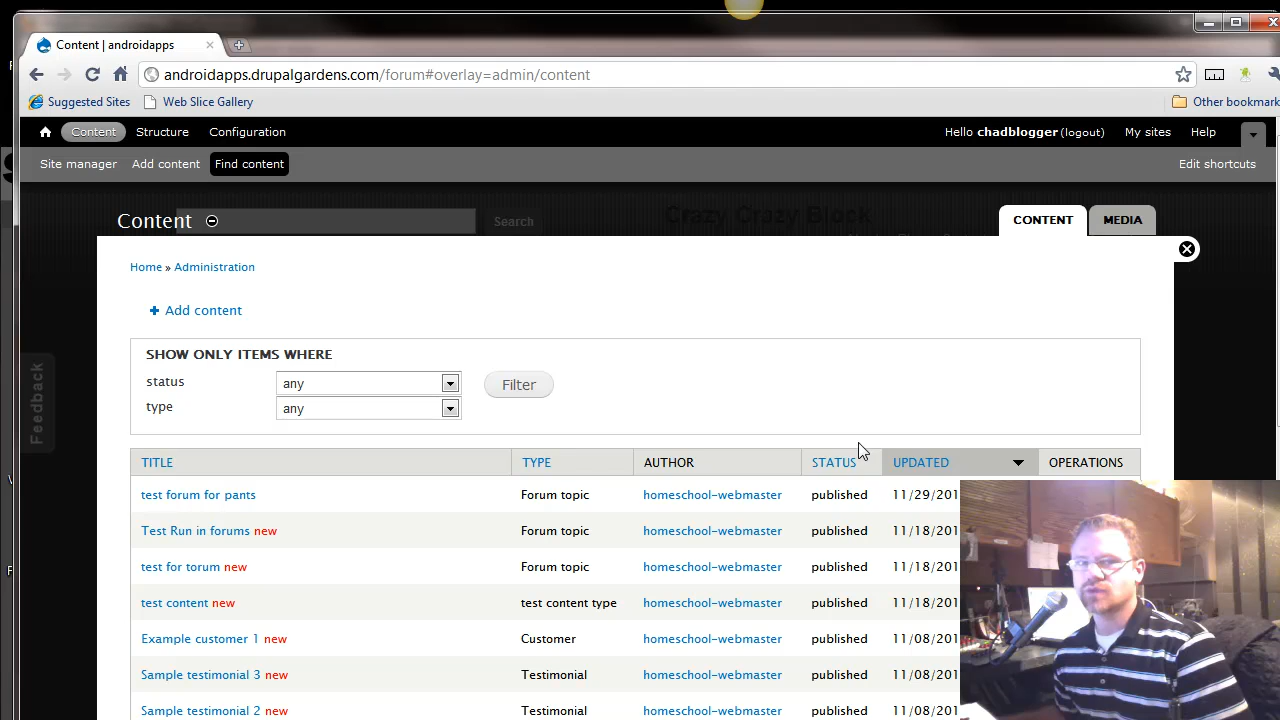 Content | androidapps
androidapps.drupalgardens.com/forum#overlay=admin/content
Suggested Sites Web Slice Gallery Other bookmark
Content Structure Configuration Hello chadblogger (logout) My sites Help
Site manager Add content Find content Edit shortcuts
Crazy Crazy Block
Content Search CONTENT MEDIA
Home » Administration
Add content
SHOW ONLY ITEMS WHERE
status any Filter
type any
Feedback
TITLE TYPE AUTHOR STATUS UPDATED OPERATIONS
test forum for pants Forum topic homeschool-webmaster published 11/29/201
Test Run in forums new Forum topic homeschool-webmaster published 11/18/201
test for torum new Forum topic homeschool-webmaster published 11/18/201
test content new test content type homeschool-webmaster published 11/18/201
Example customer 1 new Customer homeschool-webmaster published 11/08/201
Sample testimonial 3 new Testimonial homeschool-webmaster published 11/08/201
Sample testimonial 2 new Testimonial homeschool-webmaster published 11/08/201